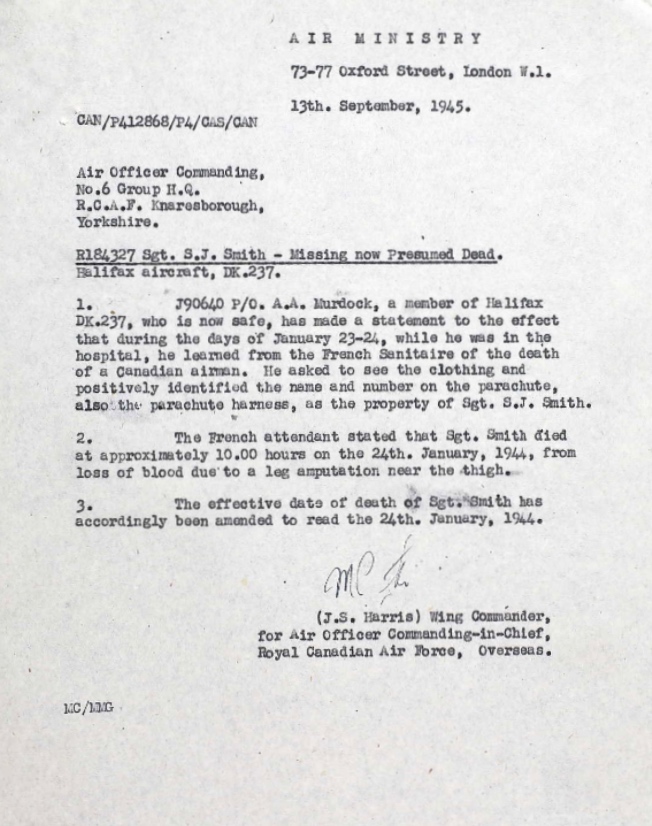 AIR MINISTRY
73-77 Oxford Street, London W.1.
13th. September, 1945.
CAN/P412868/P4/CAS/CAN
Air Officer Commanding,
No.6 Group H.Q.
R.C.A.F. Knaresborough,
Yorkshire.
R184327 Sgt. S.J. Smith - Missing now Presumed Dead.
Halifax aircraft, DK.237.
1. J90640 P/O. A.A. Murdock, a member of Halifax
DK.237, who is now safe, has made a statement to the effect
that during the days of January 23-24, while he was in the
hospital, he learned from the French Sanitaire of the death
of a Canadian airman. He asked to see the clothing and
positively identified the name and number on the parachute,
also the parachute harness, as the property of Sgt. S.J. Smith.
2. The French attendant stated that Sgt. Smith died
at approximately 10.00 hours on the 24th. January, 1944, from
loss of blood due to a leg amputation near the thigh.
3. The effective date of death of Sgt. Smith has
accordingly been amended to read the 24th. January, 1944.
(J.S. Harris) Wing Commander,
for Air Officer Commanding-in-Chief,
Royal Canadian Air Force, Overseas.
MC/MMG